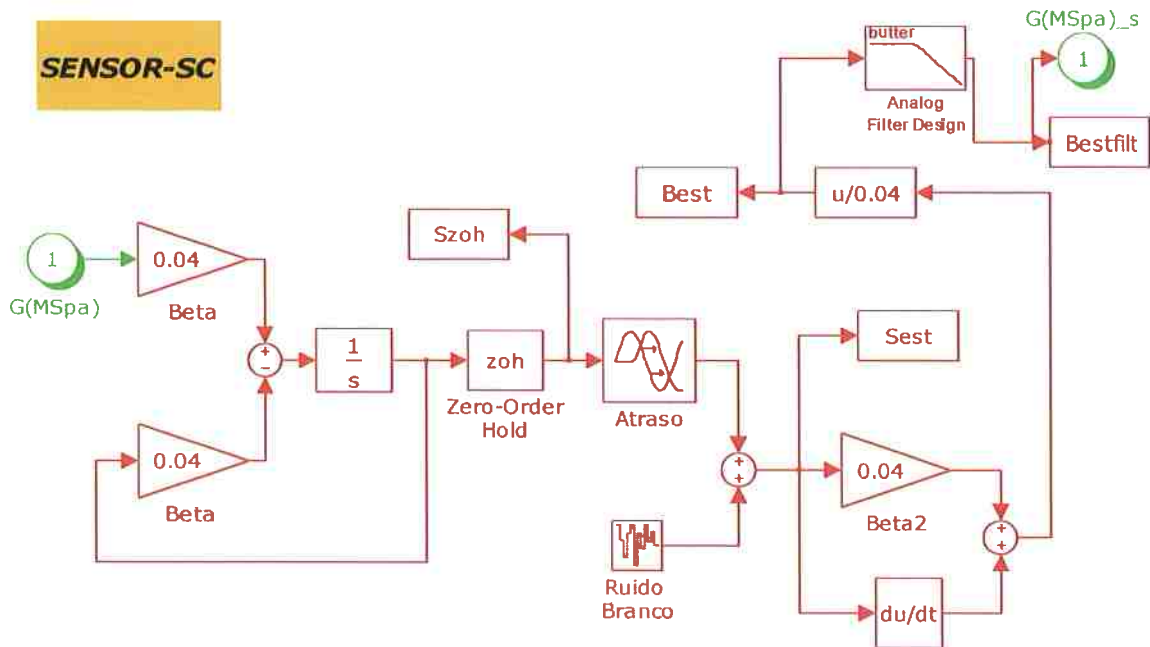 SENSOR-SC
G(MSpa)_s
1
butter
Analog
Filter Design
Bestfilt
Best
u/0.04
Szoh
1
G(MSpa)
0.04
Beta
+
−
1
s
zoh
Zero-Order
Hold
Atraso
Sest
0.04
Beta
+
+
0.04
Beta2
+
+
Ruido
Branco
du/dt